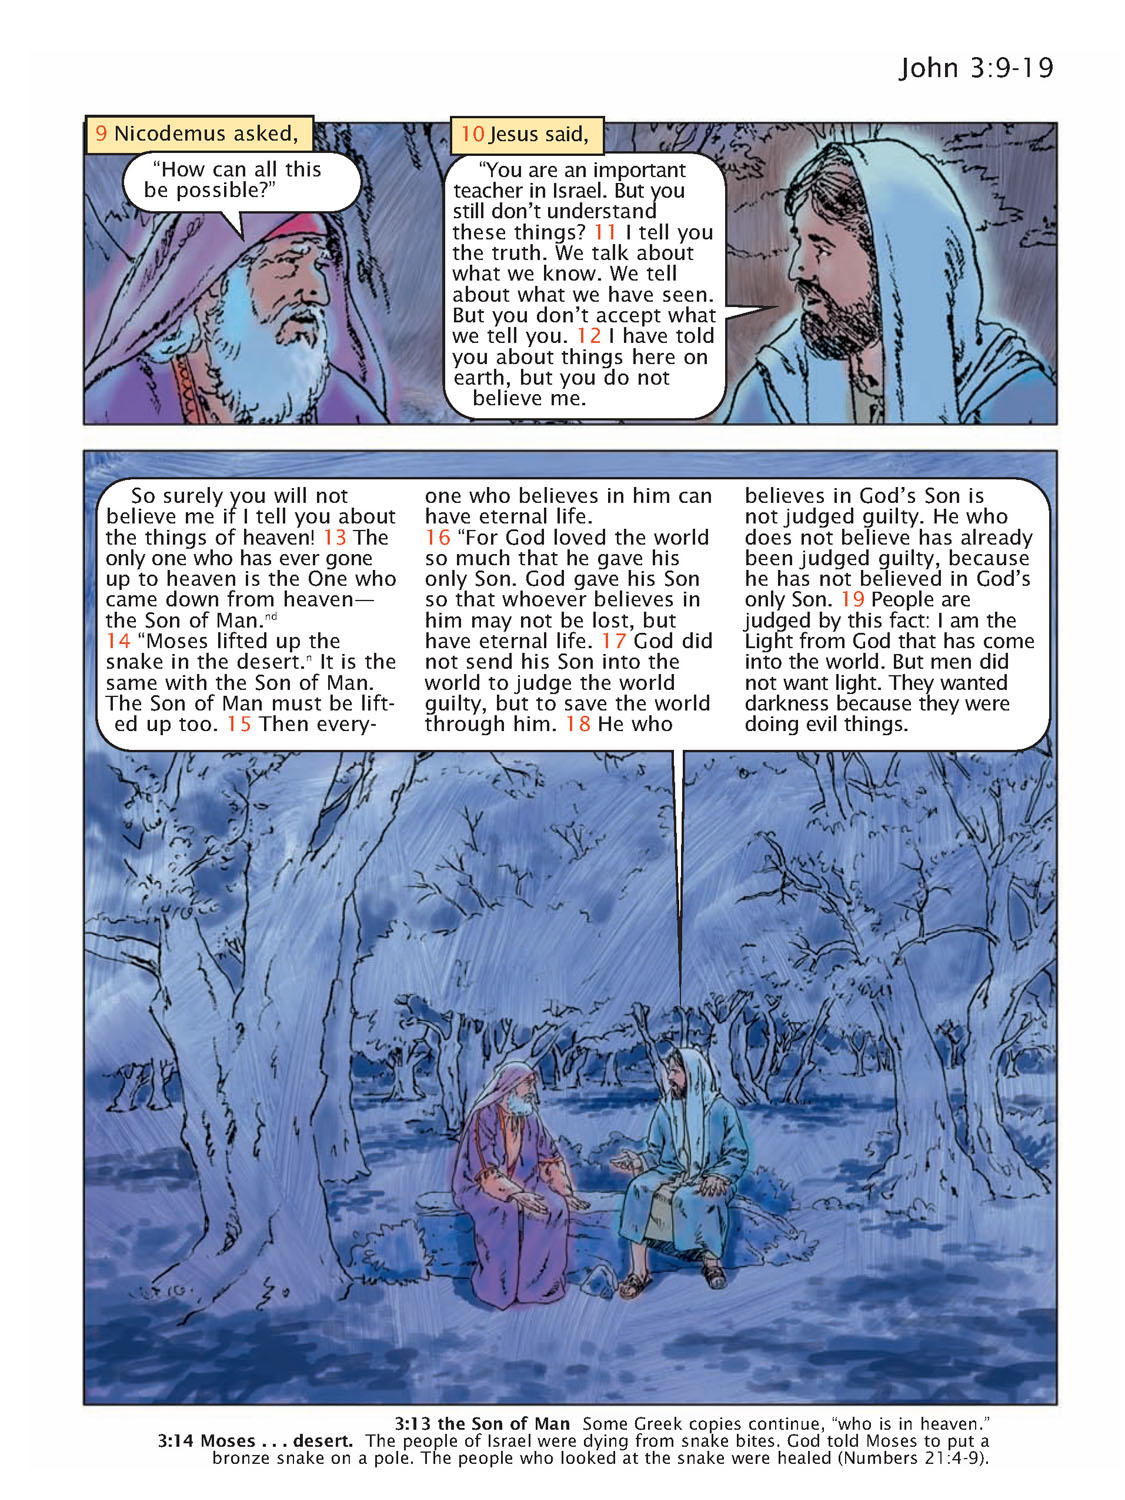 John 3:9-19
9 Nicodemus asked,
“How can all this
be possible?”
10 Jesus said,
“You are an important
teacher in Israel. But you
still don’t understand
these things? 11 I tell you
the truth. We talk about
what we know. We tell
about what we have seen.
But you don’t accept what
we tell you. 12 I have told
you about things here on
earth, but you do not
believe me.
So surely you will not
believe me if I tell you about
the things of heaven! 13 The
only one who has ever gone
up to heaven is the One who
came down from heaven—
the Son of Man.nd
14 “Moses lifted up the
snake in the desert.n It is the
same with the Son of Man.
The Son of Man must be lift-
ed up too. 15 Then every-
one who believes in him can
have eternal life.
16 “For God loved the world
so much that he gave his
only Son. God gave his Son
so that whoever believes in
him may not be lost, but
have eternal life. 17 God did
not send his Son into the
world to judge the world
guilty, but to save the world
through him. 18 He who
believes in God’s Son is
not judged guilty. He who
does not believe has already
been judged guilty, because
he has not believed in God’s
only Son. 19 People are
judged by this fact: I am the
Light from God that has come
into the world. But men did
not want light. They wanted
darkness because they were
doing evil things.
3:13 the Son of Man Some Greek copies continue, “who is in heaven.”
3:14 Moses . . . desert. The people of Israel were dying from snake bites. God told Moses to put a
bronze snake on a pole. The people who looked at the snake were healed (Numbers 21:4-9).